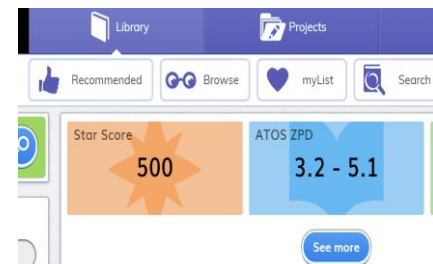 Library
Projects
Recommended
Browse
myList
Search
Star Score
ATOS ZPD
500
3.2 - 5.1
See more